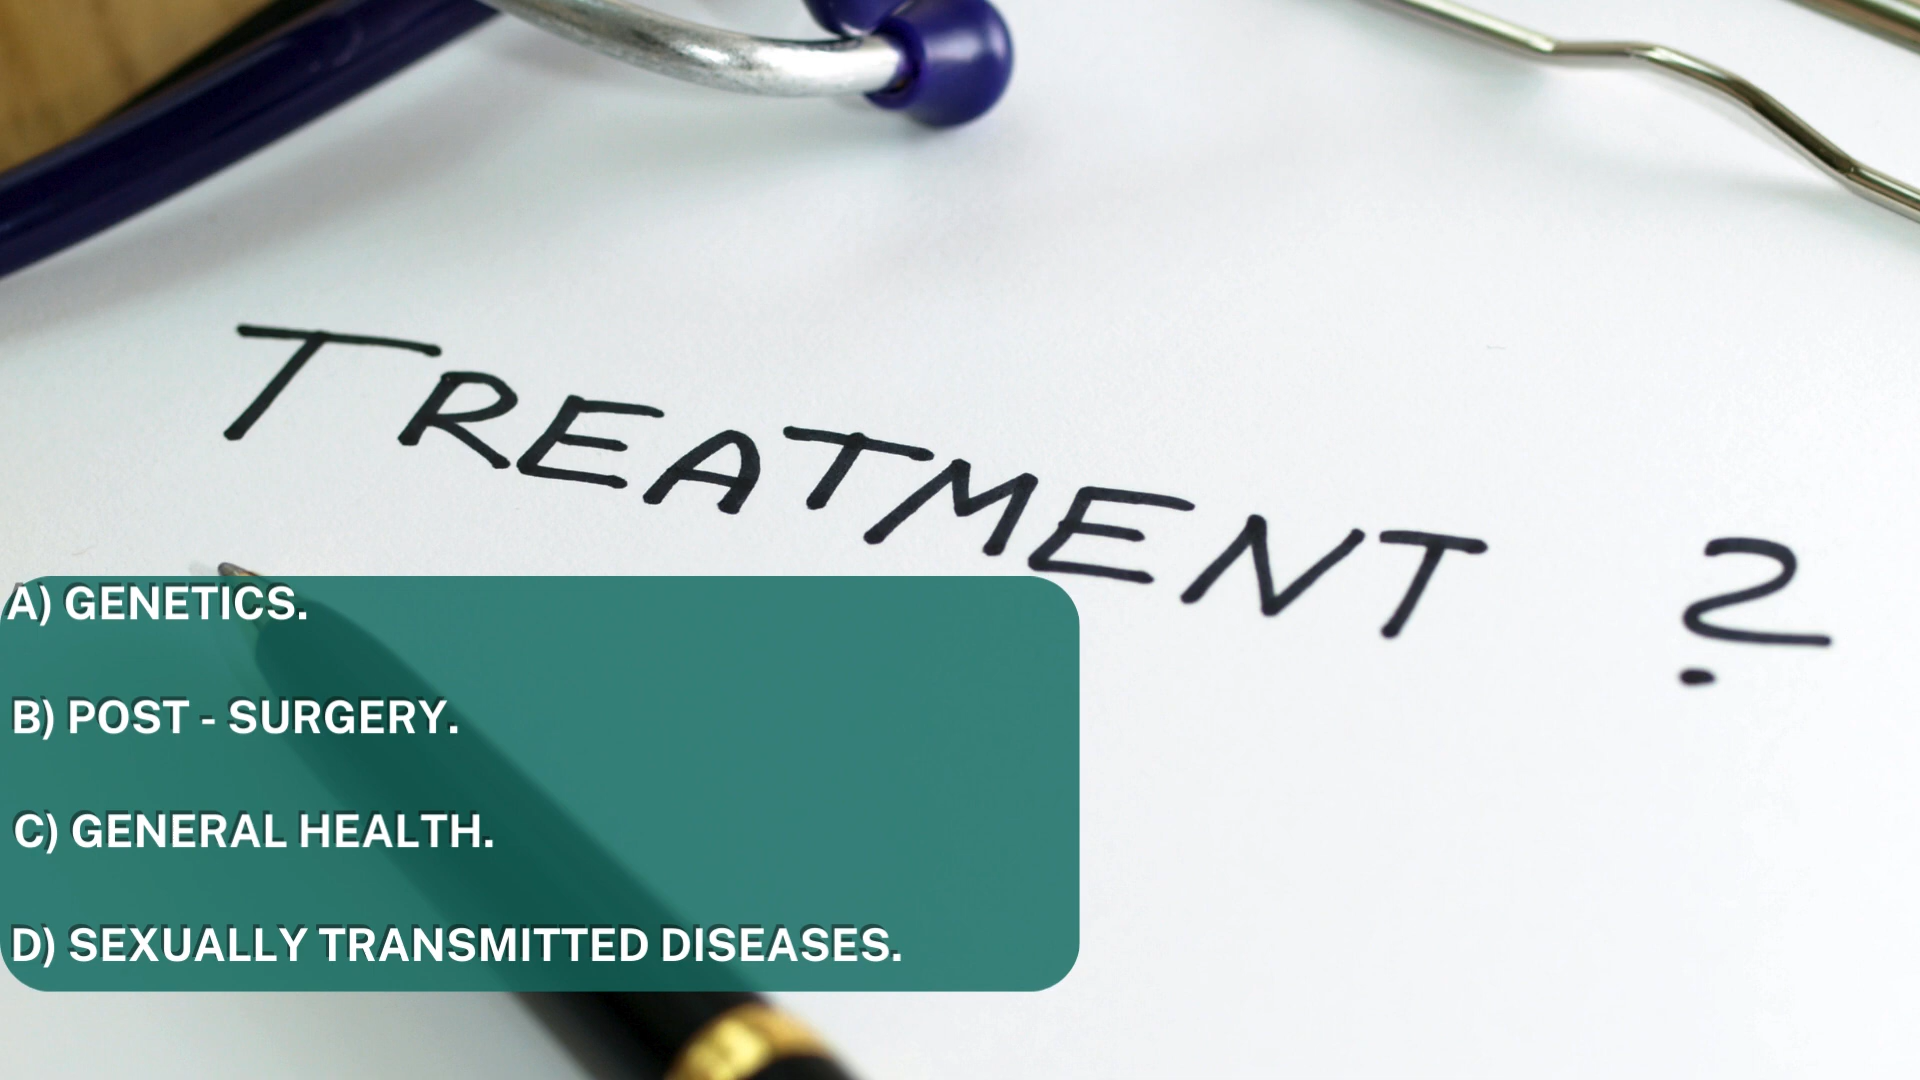 TREATMENT ?
A) GENETICS.
B) POST - SURGERY.
C) GENERAL HEALTH.
D) SEXUALLY TRANSMITTED DISEASES.